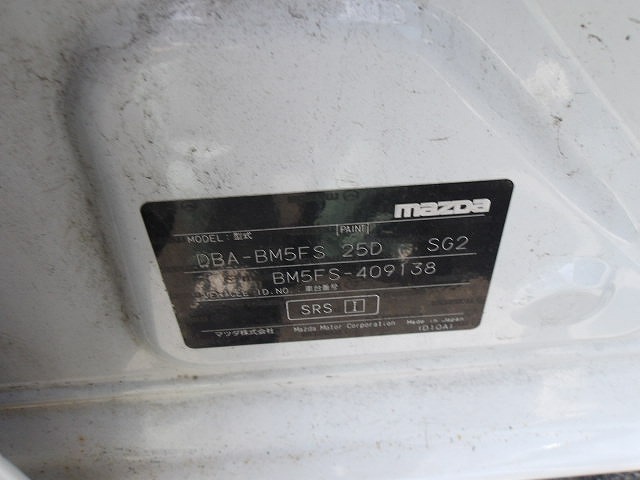 mazda
MODEL: 型式 [PAINT]
DBA-BM5FS 25D SG2
BM5FS-409138
VEHICLE ID.NO.: 車台番号
SRS I
マツダ株式会社 Mazda Motor Corporation Made in Japan
ID10A1